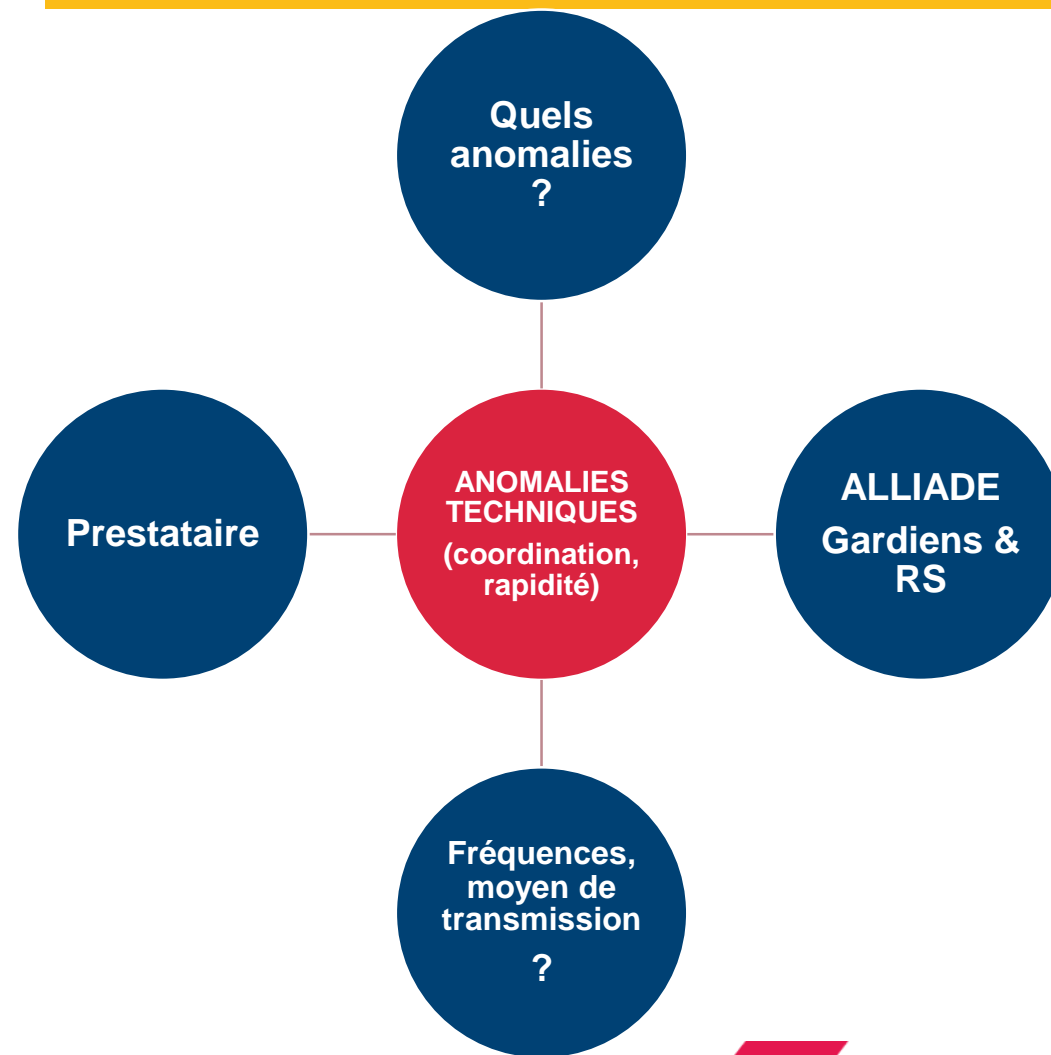 Quels
anomalies
?
Prestataire
ANOMALIES
TECHNIQUES
(coordination,
rapidité)
ALLIADE
Gardiens &
RS
Fréquences,
moyen de
transmission
?